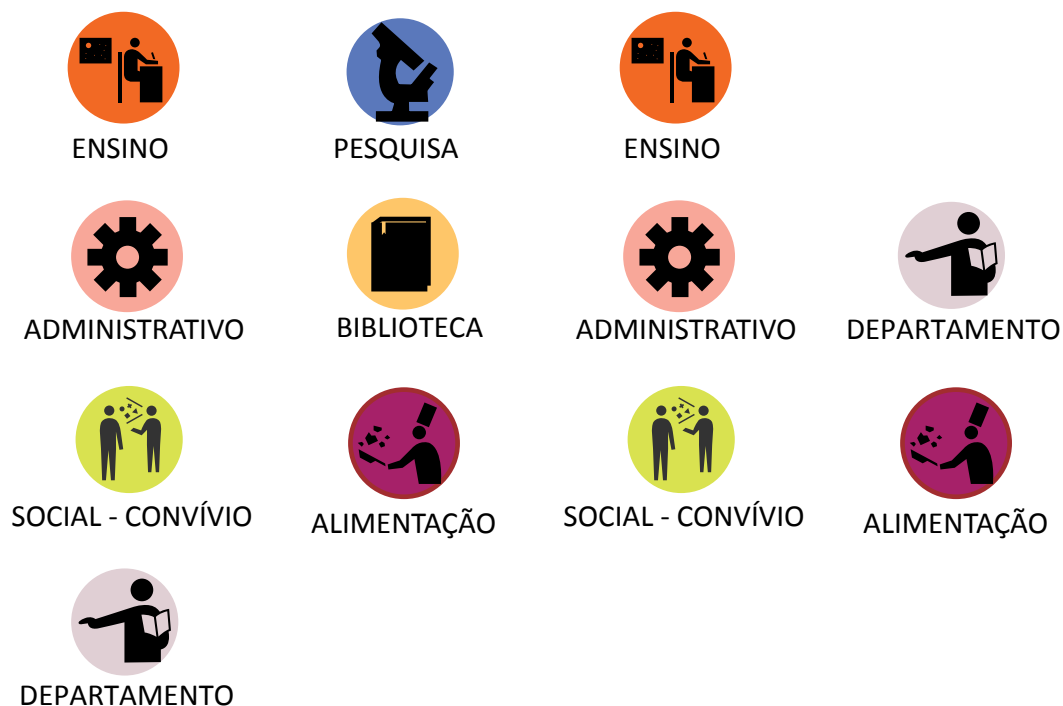 ENSINO
PESQUISA
ENSINO
ADMINISTRATIVO
BIBLIOTECA
ADMINISTRATIVO
DEPARTAMENTO
SOCIAL - CONVÍVIO
ALIMENTAÇÃO
SOCIAL - CONVÍVIO
ALIMENTAÇÃO
DEPARTAMENTO